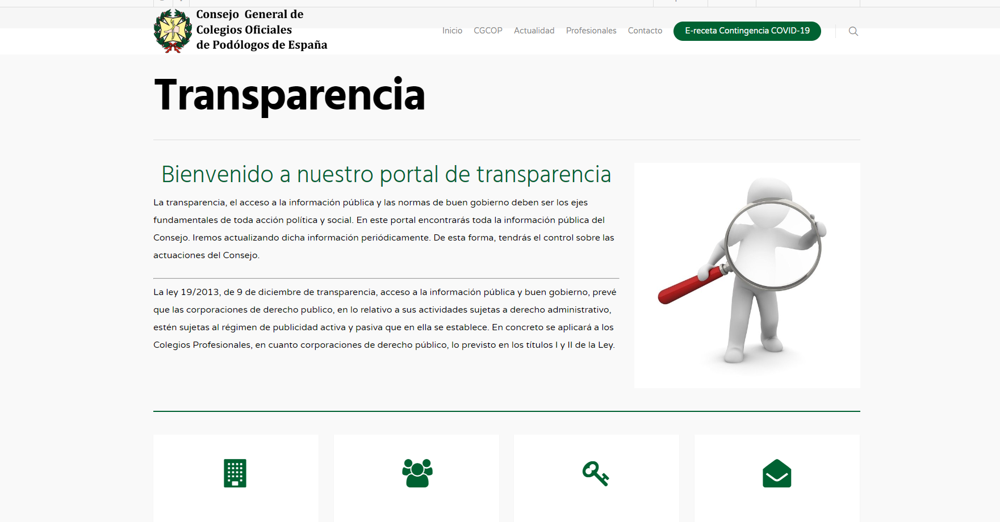 Consejo General de
Colegios Oficiales
de Podólogos de España
Inicio CGCOP Actualidad Profesionales Contacto E-receta Contingencia COVID-19
Transparencia
Bienvenido a nuestro portal de transparencia
La transparencia, el acceso a la información pública y las normas de buen gobierno deben ser los ejes
fundamentales de toda acción política y social. En este portal encontrarás toda la información pública del
Consejo. Iremos actualizando dicha información periódicamente. De esta forma, tendrás el control sobre las
actuaciones del Consejo.
La ley 19/2013, de 9 de diciembre de transparencia, acceso a la información pública y buen gobierno, prevé
que las corporaciones de derecho publico, en lo relativo a sus actividades sujetas a derecho administrativo,
estén sujetas al régimen de publicidad activa y pasiva que en ella se establece. En concreto se aplicará a los
Colegios Profesionales, en cuanto corporaciones de derecho público, lo previsto en los títulos I y II de la Ley.